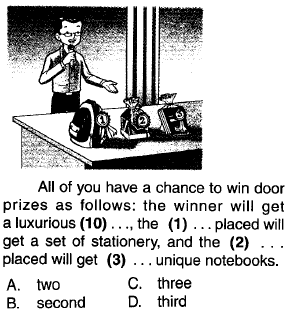 All of you have a chance to win door
prizes as follows: the winner will get
a luxurious (10) . . ., the (1) . . . placed will
get a set of stationery, and the (2) . . .
placed will get (3) . . . unique notebooks.
A. two C. three
B. second D. third